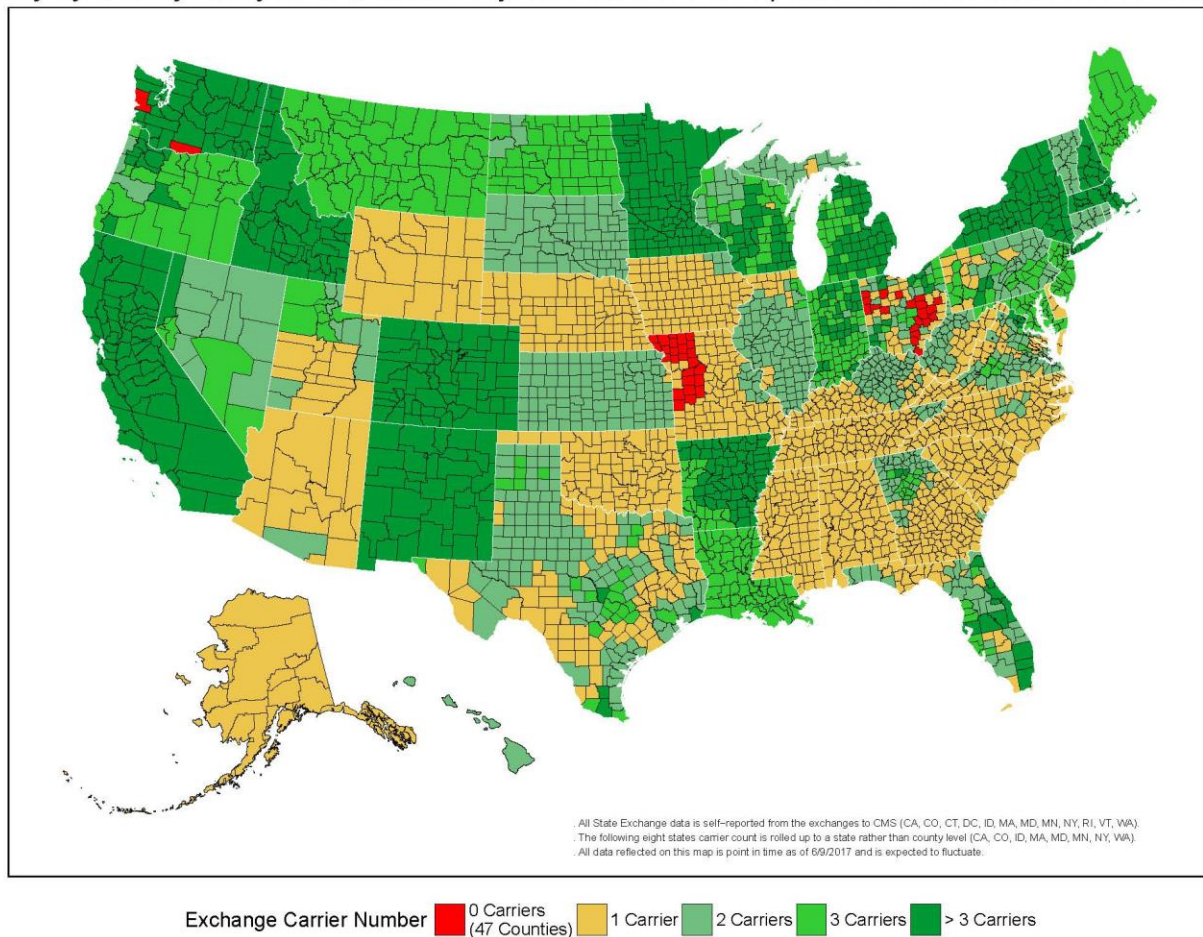 . All State Exchange data is self-reported from the exchanges to CMS (CA, CO, CT, DC, ID, MA, MD, MN, NY, RI, VT, WA).
. The following eight states carrier count is rolled up to a state rather than county level (CA, CO, ID, MA, MD, MN, NY, WA).
. All data reflected on this map is point in time as of 6/9/2017 and is expected to fluctuate.
Exchange Carrier Number 0 Carriers (47 Counties) 1 Carrier 2 Carriers 3 Carriers > 3 Carriers